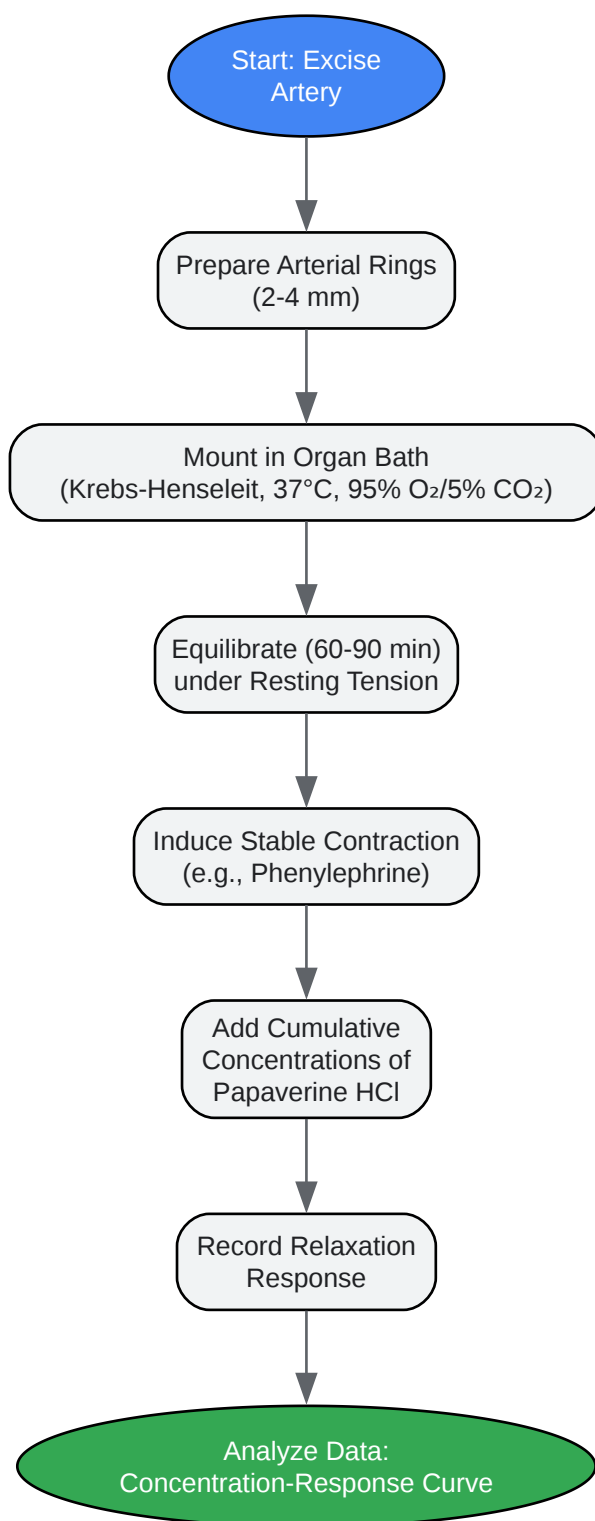 Start: Excise
Artery
Prepare Arterial Rings
(2-4 mm)
Mount in Organ Bath
(Krebs-Henseleit, 37°C, 95% O₂/5% CO₂)
Equilibrate (60-90 min)
under Resting Tension
Induce Stable Contraction
(e.g., Phenylephrine)
Add Cumulative
Concentrations of
Papaverine HCl
Record Relaxation
Response
Analyze Data:
Concentration-Response Curve